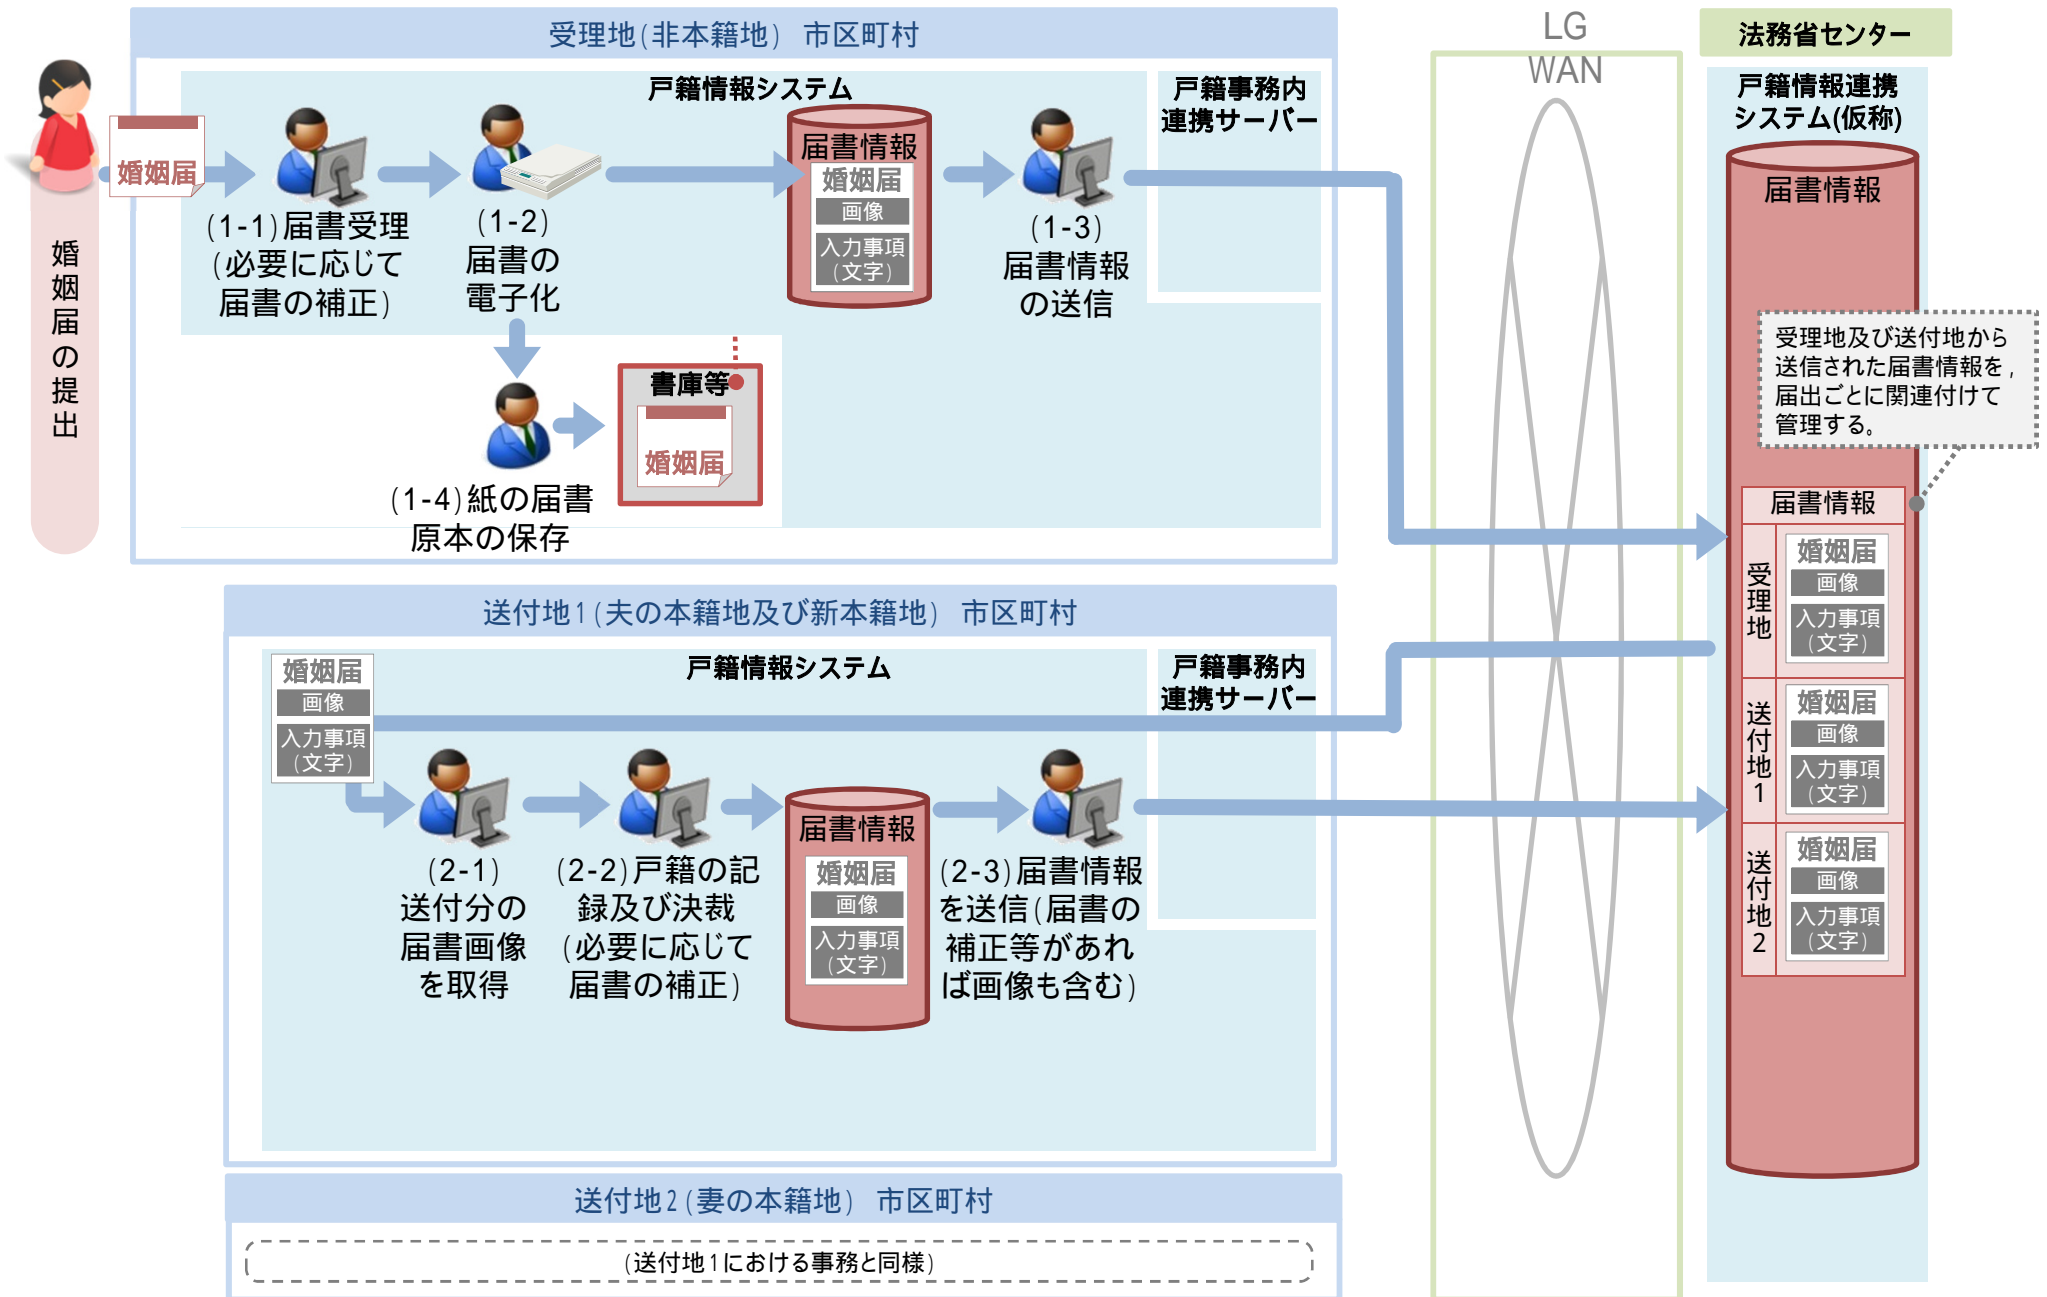 受理地(非本籍地) 市区町村
戸籍情報システム
戸籍事務内
連携サーバー
婚姻届
婚姻届の提出
(1-1)届書受理
(必要に応じて
届書の補正)
(1-2)
届書の
電子化
届書情報
婚姻届
画像
入力事項
(文字)
(1-3)
届書情報
の送信
書庫等
婚姻届
(1-4)紙の届書
原本の保存
送付地1(夫の本籍地及び新本籍地) 市区町村
戸籍情報システム
戸籍事務内
連携サーバー
婚姻届
画像
入力事項
(文字)
(2-1)
送付分の
届書画像
を取得
(2-2)戸籍の記
録及び決裁
(必要に応じて
届書の補正)
届書情報
婚姻届
画像
入力事項
(文字)
(2-3)届書情報
を送信(届書の
補正等があれ
ば画像も含む)
送付地2(妻の本籍地) 市区町村
(送付地1における事務と同様)
LG
WAN
法務省センター
戸籍情報連携
システム(仮称)
届書情報
受理地及び送付地から
送信された届書情報を,
届出ごとに関連付けて
管理する。
届書情報
受理地
婚姻届
画像
入力事項
(文字)
送付地1
婚姻届
画像
入力事項
(文字)
送付地2
婚姻届
画像
入力事項
(文字)